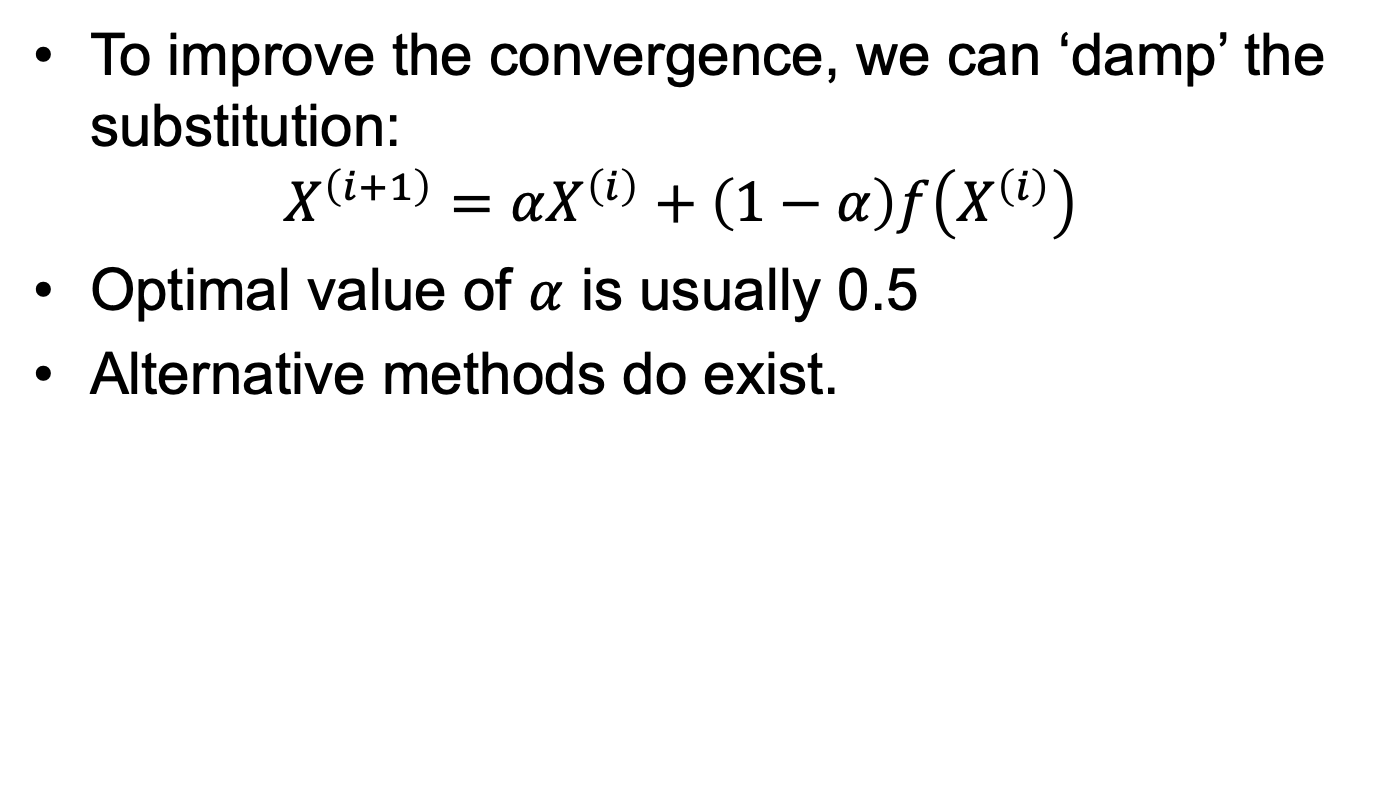 • To improve the convergence, we can ‘damp’ the
substitution:
𝑋⁽ⁱ⁺¹⁾ = 𝛼𝑋⁽ⁱ⁾ + (1 − 𝛼)𝑓(𝑋⁽ⁱ⁾)
• Optimal value of 𝛼 is usually 0.5
• Alternative methods do exist.